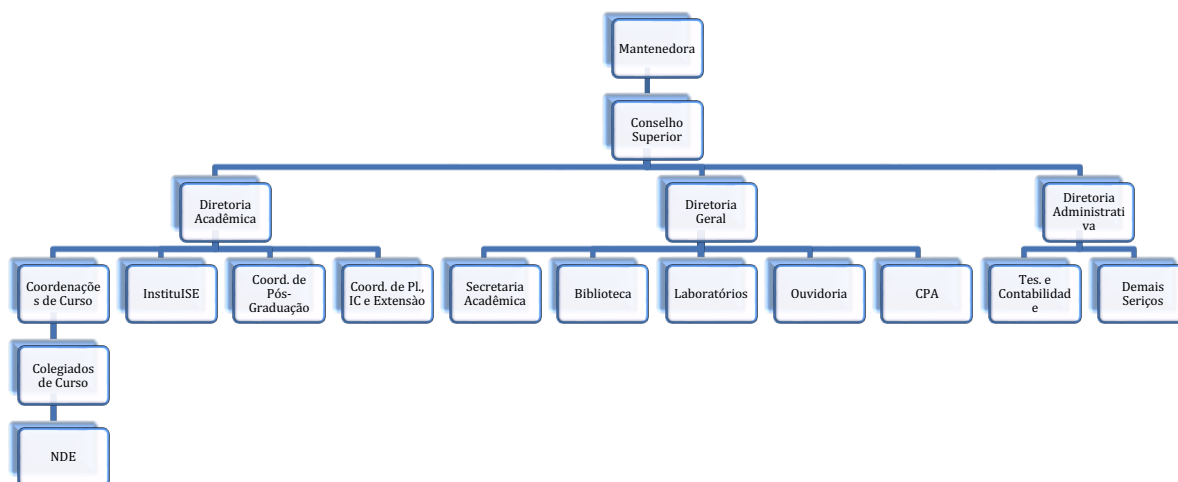 Mantenedora
Conselho
Superior
Diretoria
Acadêmica
Diretoria
Geral
Diretoria
Administrati
va
Coordenaçõe
s de Curso
InstituISE
Coord. de
Pós-
Graduação
Coord. de Pl.,
IC e Extensào
Secretaria
Acadêmica
Biblioteca
Laboratórios
Ouvidoria
CPA
Tes. e
Contabilidad
e
Demais
Seriços
Colegiados
de Curso
NDE